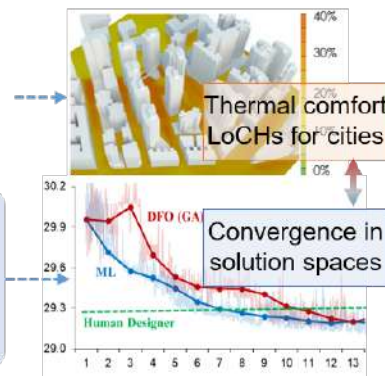 40%
30%
Thermal comfort
LoCHs for cities
0%
30.2
29.9
29.6
29.3
29.0
DFO (GA)
ML
Human Designer
Convergence in
solution spaces
1 2 3 4 5 6 7 8 9 10 11 12 13